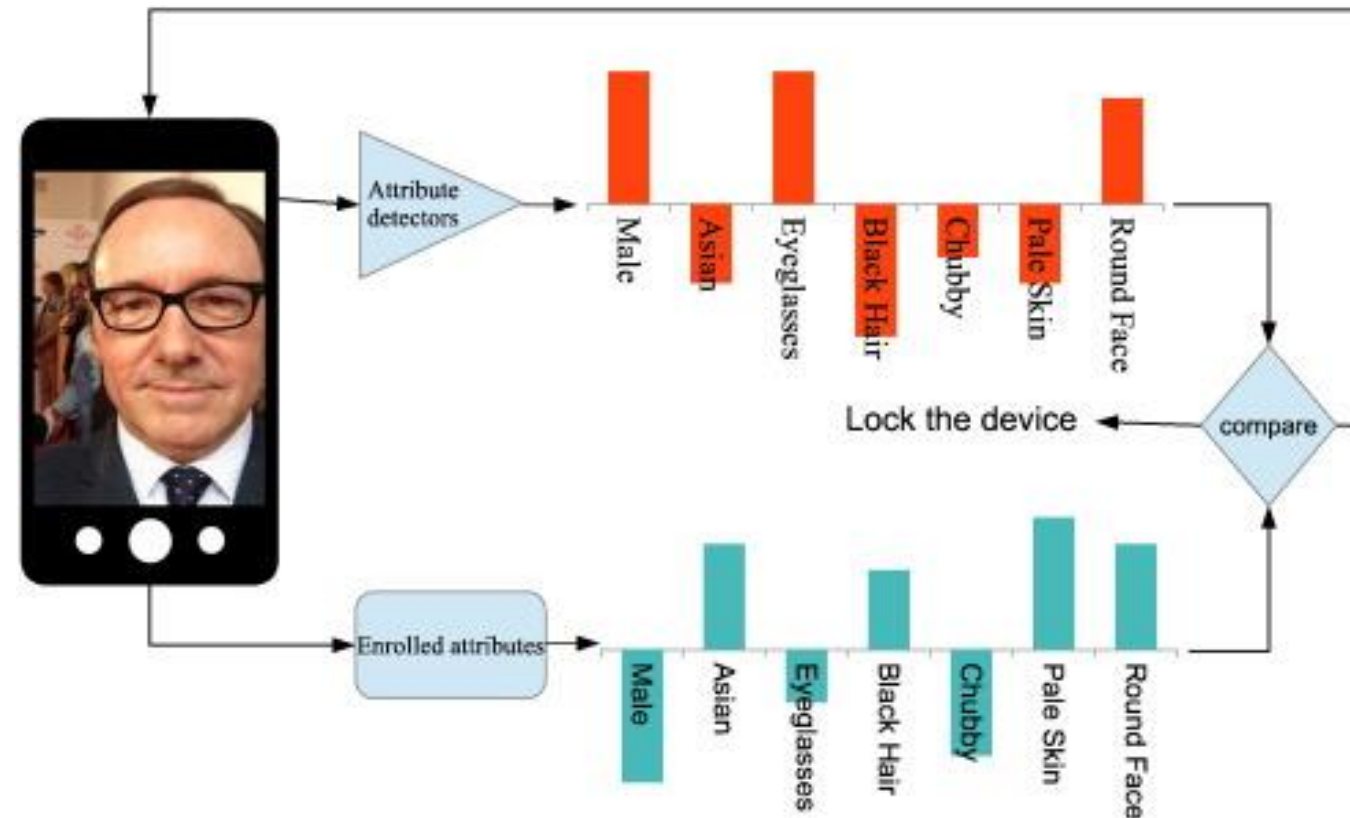 Attribute
detectors
Male
Asian
Eyeglasses
Black Hair
Chubby
Pale Skin
Round Face
Lock the device
compare
Enrolled attributes
Male
Asian
Eyeglasses
Black Hair
Chubby
Pale Skin
Round Face